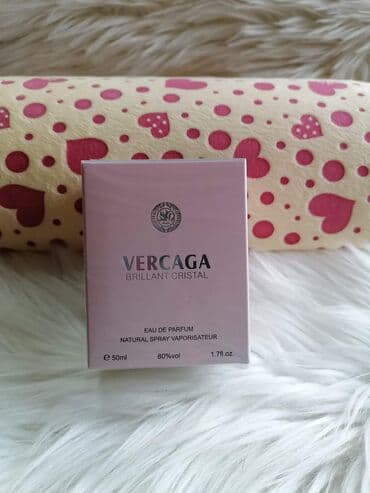 VERCAGA
BRILLANT CRISTAL
EAU DE PARFUM
NATURAL SPRAY VAPORISATEUR
e 50ml 80%vol 1.7fl.oz.